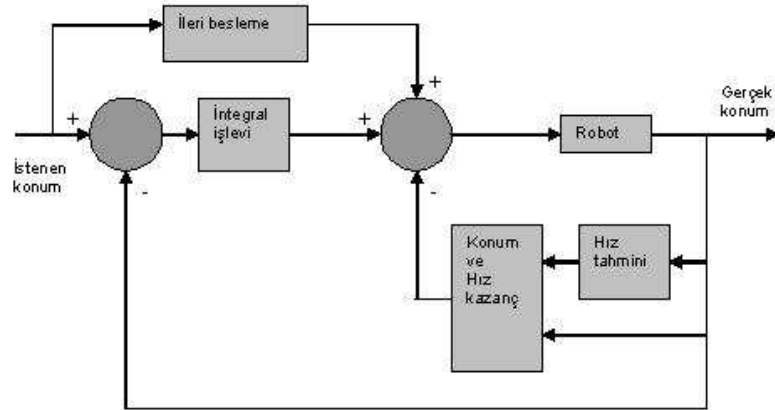 İleri besleme
+
+
İntegral
işlevi
+
Robot
Gerçek
konum
İstenen
konum
-
-
Konum
ve
Hız
kazanç
Hız
tahmini